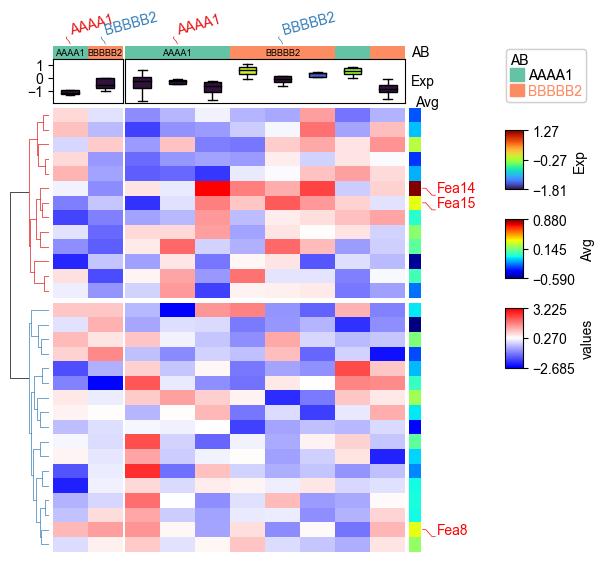 AAAA1
BBBBB2
AAAA1
BBBBB2
AAAA1
BBBBB2
AAAA1
BBBBB2
AB
1
0
−1
Exp
Avg
Fea14
Fea15
Fea8
AB
AAAA1
BBBBB2
1.27
−0.27
−1.81
Exp
0.880
0.145
−0.590
Avg
3.225
0.270
−2.685
values